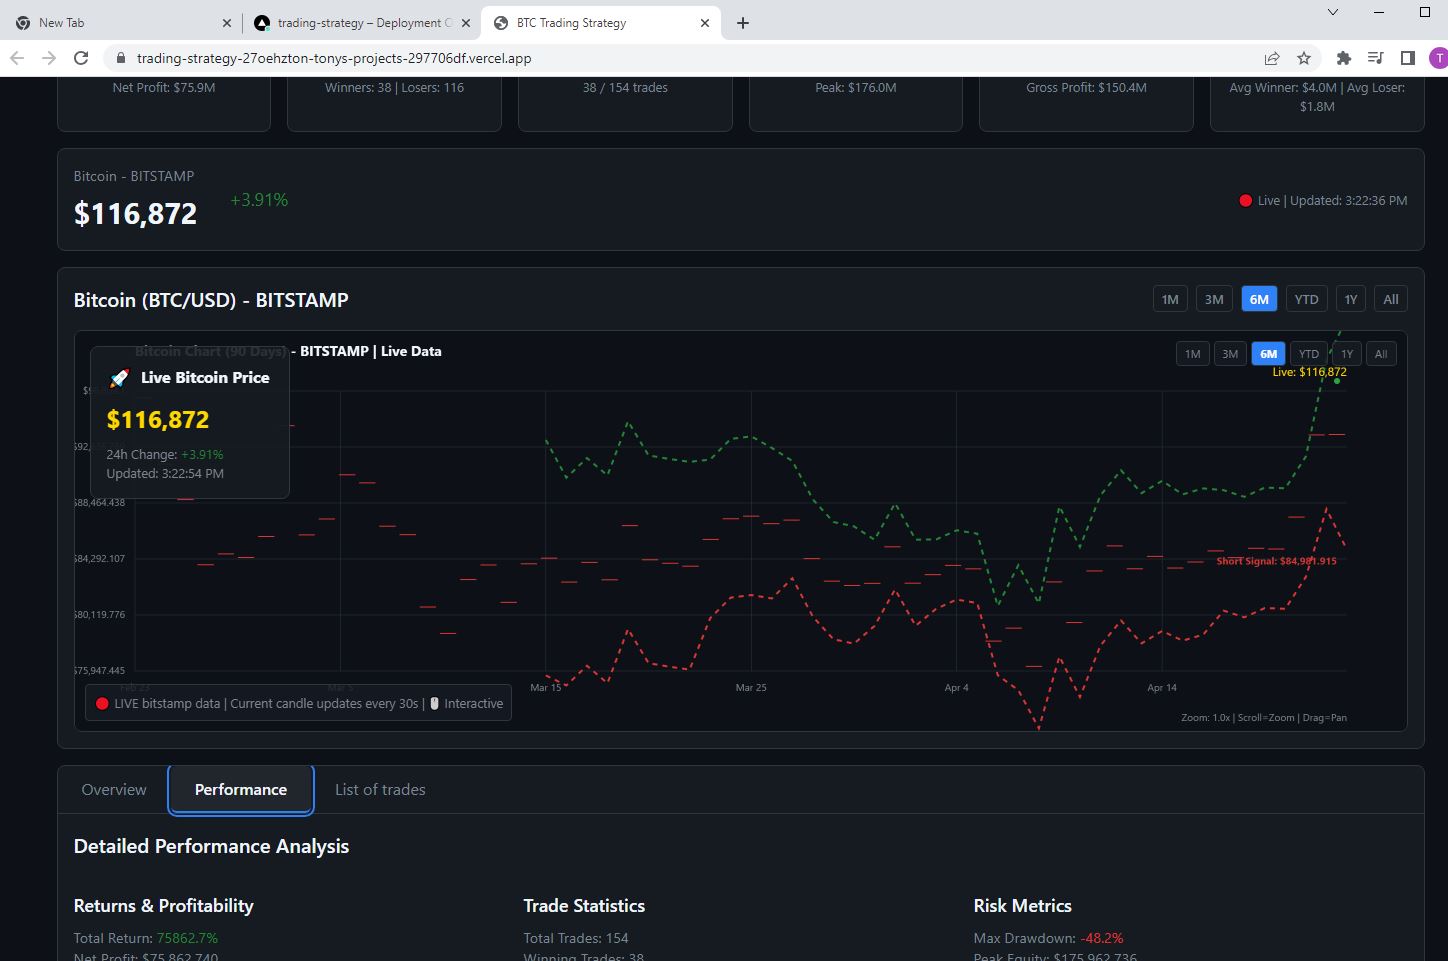 New Tab
trading-strategy – Deployment O
BTC Trading Strategy
trading-strategy-27oehzton-tonys-projects-297706df.vercel.app
T
Net Profit: $75.9M
Winners: 38 | Losers: 116
38 / 154 trades
Peak: $176.0M
Gross Profit: $150.4M
Avg Winner: $4.0M | Avg Loser:
$1.8M
Bitcoin - BITSTAMP
$116,872
+3.91%
Live | Updated: 3:22:36 PM
Bitcoin (BTC/USD) - BITSTAMP
1M 3M 6M YTD 1Y All
Bitcoin Chart (90 Days) - BITSTAMP | Live Data
1M 3M 6M YTD 1Y All
Live: $116,872
Live Bitcoin Price
$116,872
24h Change: +3.91%
Updated: 3:22:54 PM
$88,464.438
$84,292.107
$80,119.776
$75,947.445
Short Signal: $84,981.915
Feb 23
Mar 5
Mar 15
Mar 25
Apr 4
Apr 14
LIVE bitstamp data | Current candle updates every 30s | Interactive
Zoom: 1.0x | Scroll=Zoom | Drag=Pan
Overview
Performance
List of trades
Detailed Performance Analysis
Returns & Profitability
Total Return: 75862.7%
Net Profit: $75,862,740
Trade Statistics
Total Trades: 154
Winning Trades: 38
Risk Metrics
Max Drawdown: -48.2%
Peak Equity: $175,962,736